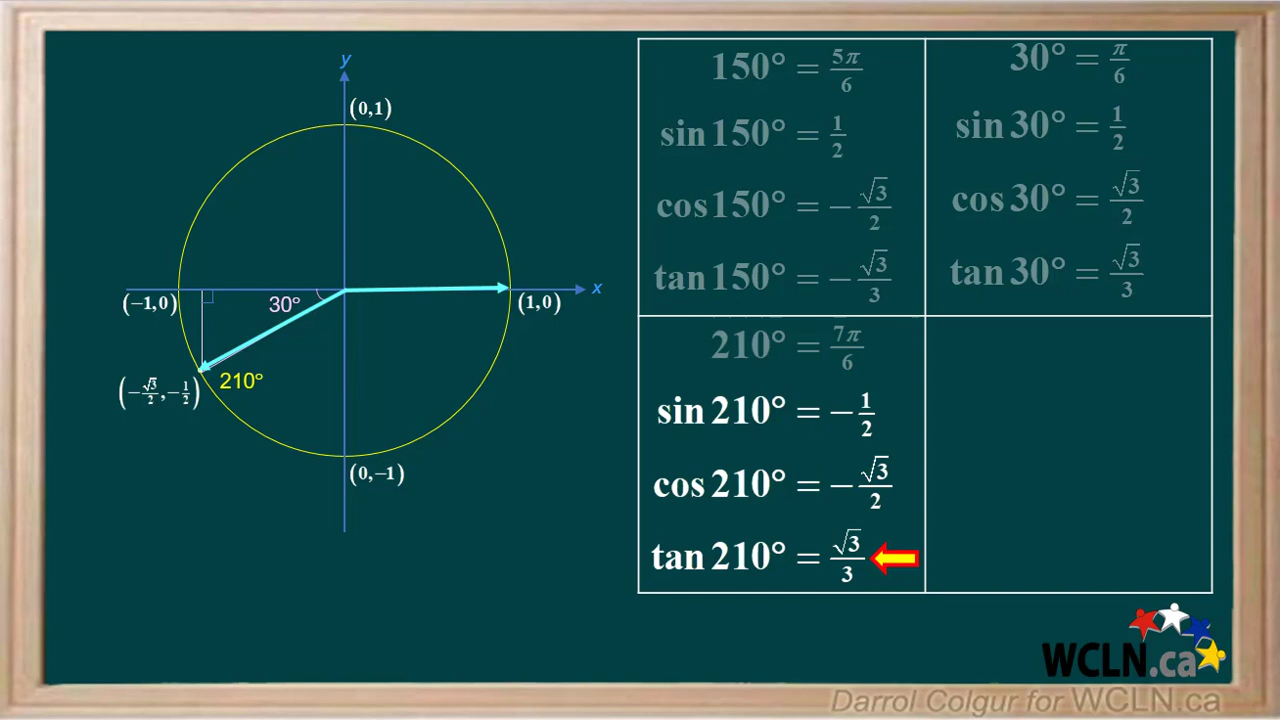 y
(0,1)
(−1,0)
30°
(1,0)
x
(−√3/2,−1/2)
210°
(0,−1)
150° = 5π/6
sin 150° = 1/2
cos 150° = −√3/2
tan 150° = −√3/3
30° = π/6
sin 30° = 1/2
cos 30° = √3/2
tan 30° = √3/3
210° = 7π/6
sin 210° = −1/2
cos 210° = −√3/2
tan 210° = √3/3
WCLN.ca
Darrol Colgur for WCLN.ca